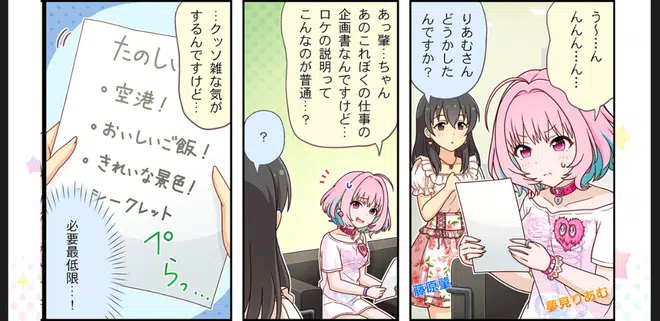 う〜…ん
んんん…ん…
りあむさん
どうかした
んですか？
藤原肇
夢見りあむ
あっ肇…ちゃん
あのこれぼくの仕事の
企画書なんですけど…
ロケの説明って
こんなのが普通…？
？
…クッソ雑な気が
するんですけど…
たのしい
・空港！
・おいしいご飯！
・きれいな景色！
シークレット
ぺらっ…
必要最低限…！